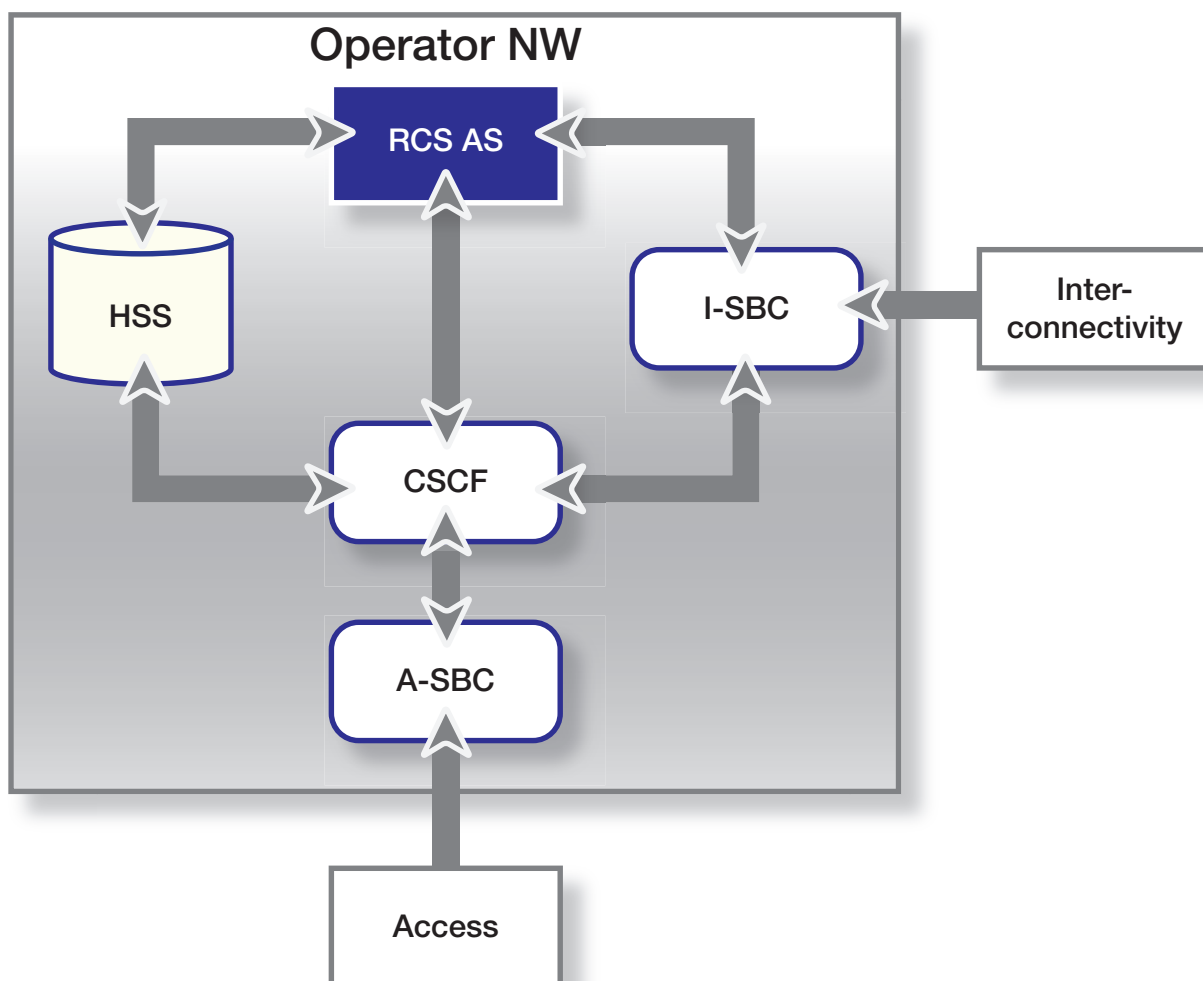 Operator NW
RCS AS
HSS
I-SBC
Inter-
connectivity
CSCF
A-SBC
Access